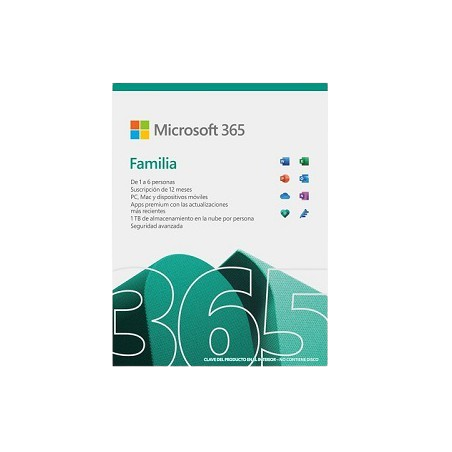 Microsoft 365
Familia
De 1 a 6 personas
Suscripción de 12 meses
PC, Mac y dispositivos móviles
Apps premium con las actualizaciones
más recientes
1 TB de almacenamiento en la nube por persona
Seguridad avanzada
365
CLAVE DEL PRODUCTO EN EL INTERIOR – NO CONTIENE DISCO